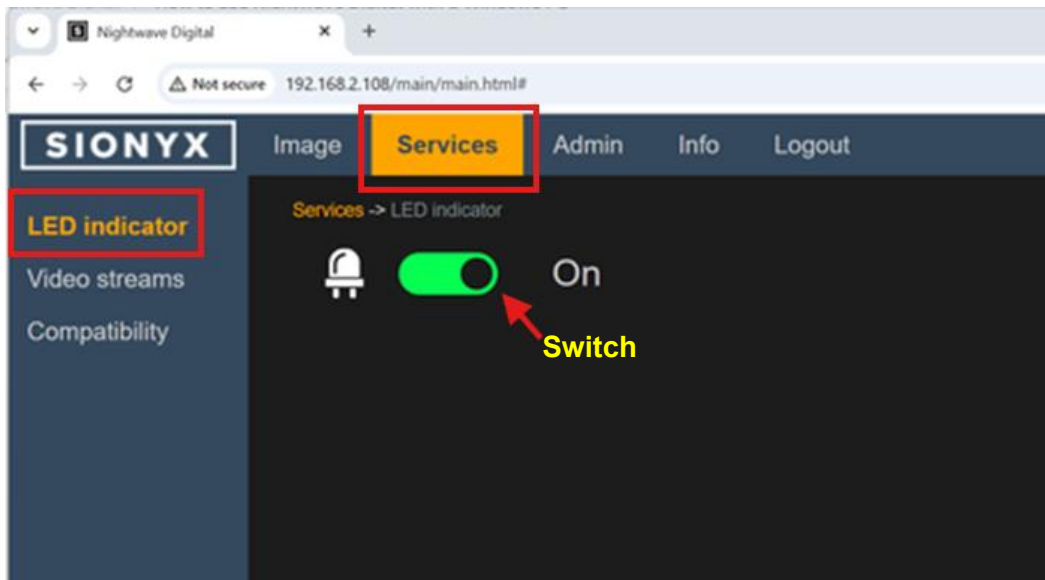 Nightwave Digital
Not secure 192.168.2.108/main/main.html#
SIONYX Image Services Admin Info Logout
LED indicator
Services -> LED indicator
Video streams
On
Compatibility
Switch